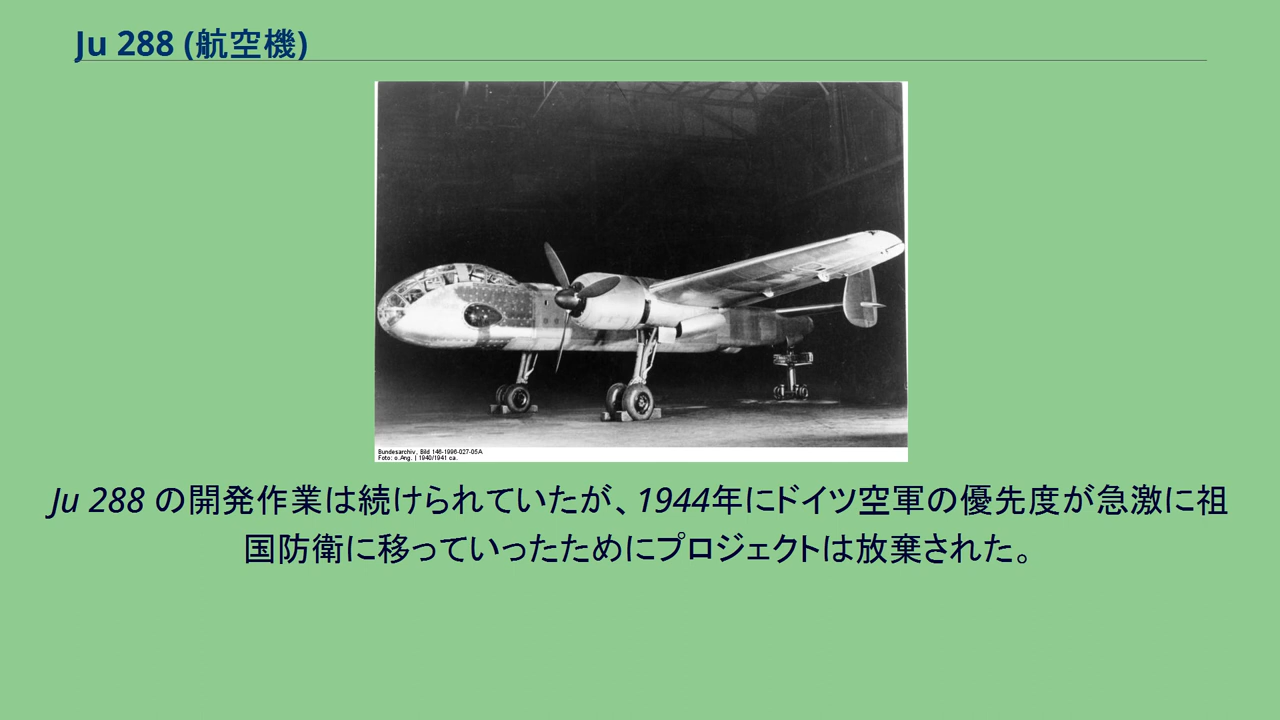 Ju 288 (航空機)
Bundesarchiv, Bild 146-1996-027-05A
Foto: o.Ang. | 1940/1941 ca.
Ju 288 の開発作業は続けられていたが、1944年にドイツ空軍の優先度が急激に祖
国防衛に移っていったためにプロジェクトは放棄された。